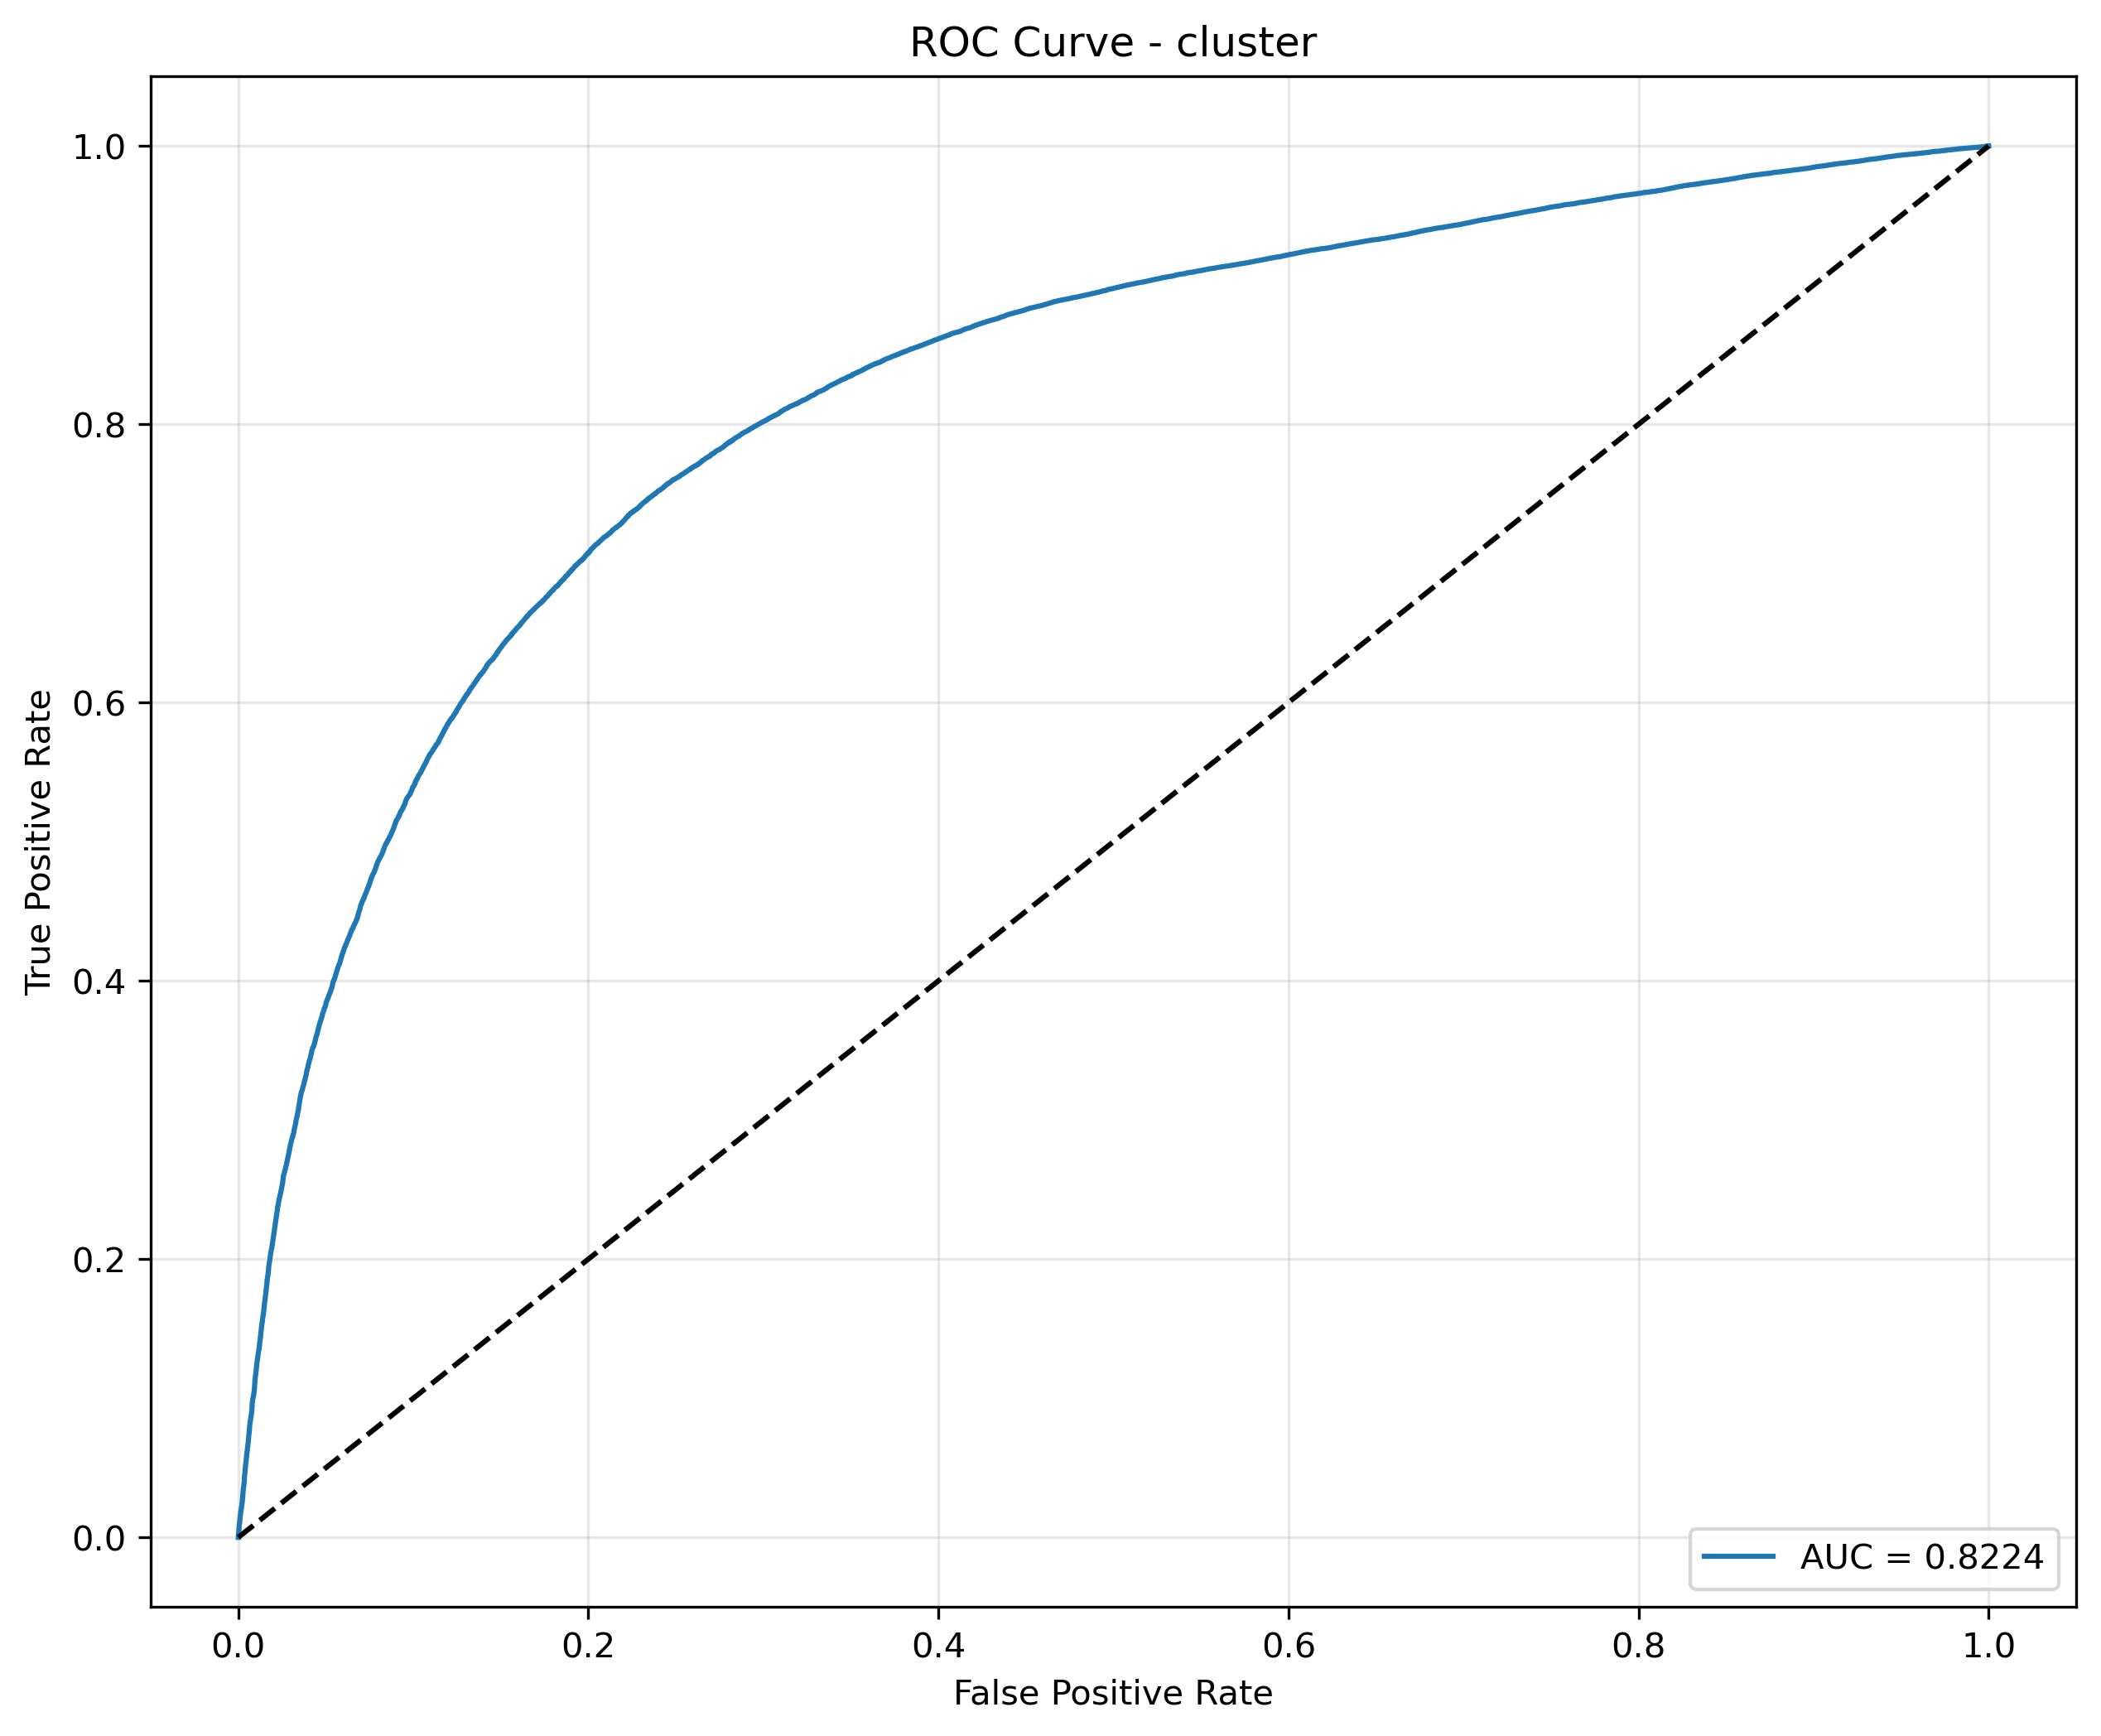 ROC Curve - cluster
1.0
0.8
0.6
0.4
0.2
0.0
True Positive Rate
AUC = 0.8224
0.0 0.2 0.4 0.6 0.8 1.0
False Positive Rate